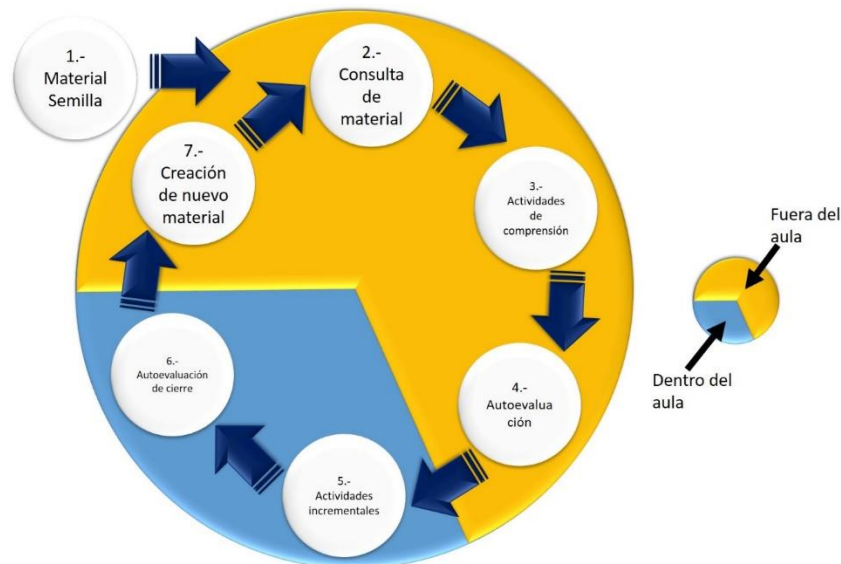 1.-
Material
Semilla
2.-
Consulta
de
material
3.-
Actividades
de
comprensión
4.-
Autoevalua
ción
5.-
Actividades
incrementales
6.-
Autoevaluación
de cierre
7.-
Creación
de nuevo
material
Fuera del
aula
Dentro del
aula